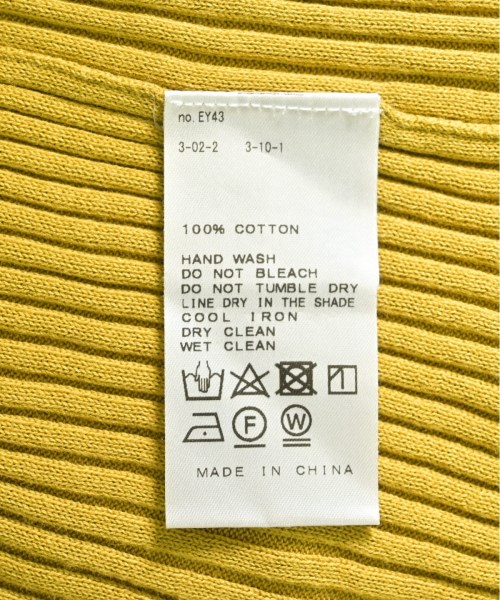 no. EY43
3-02-2 3-10-1
100% COTTON
HAND WASH
DO NOT BLEACH
DO NOT TUMBLE DRY
LINE DRY IN THE SHADE
COOL IRON
DRY CLEAN
WET CLEAN
F W
MADE IN CHINA